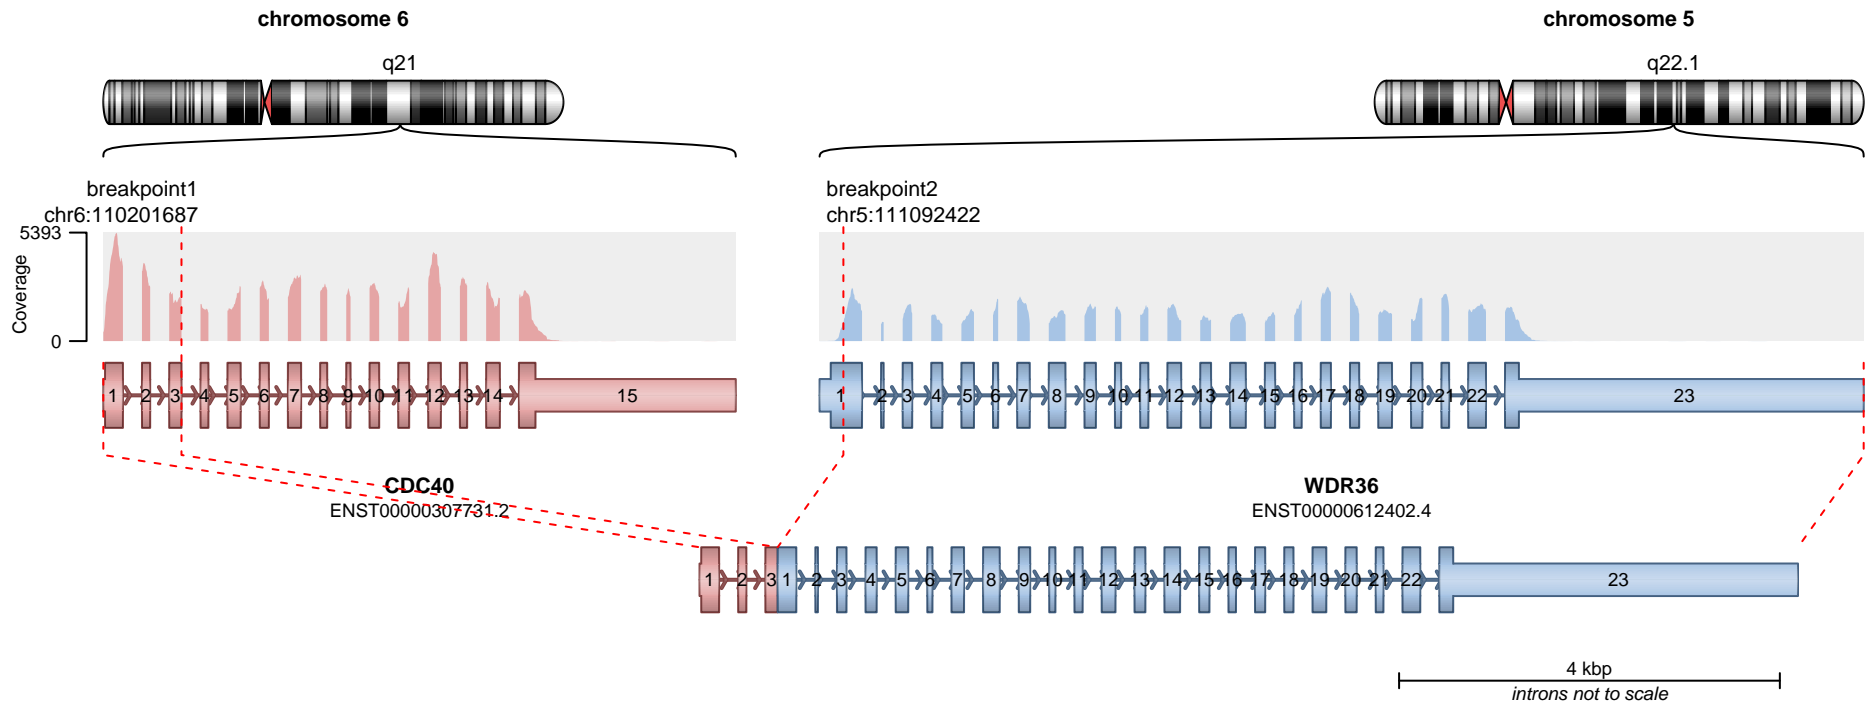 chromosome 6
chromosome 5
q21
q22.1
breakpoint1
chr6:110201687
breakpoint2
chr5:111092422
5393
Coverage
0
1 2 3 4 5 6 7 8 9 10 11 12 13 14 15
1 2 3 4 5 6 7 8 9 10 11 12 13 14 15 16 17 18 19 20 21 22 23
CDC40
ENST00000307731.2
WDR36
ENST00000612402.4
1 2 3 1 2 3 4 5 6 7 8 9 10 11 12 13 14 15 16 17 18 19 20 21 22 23
4 kbp
introns not to scale